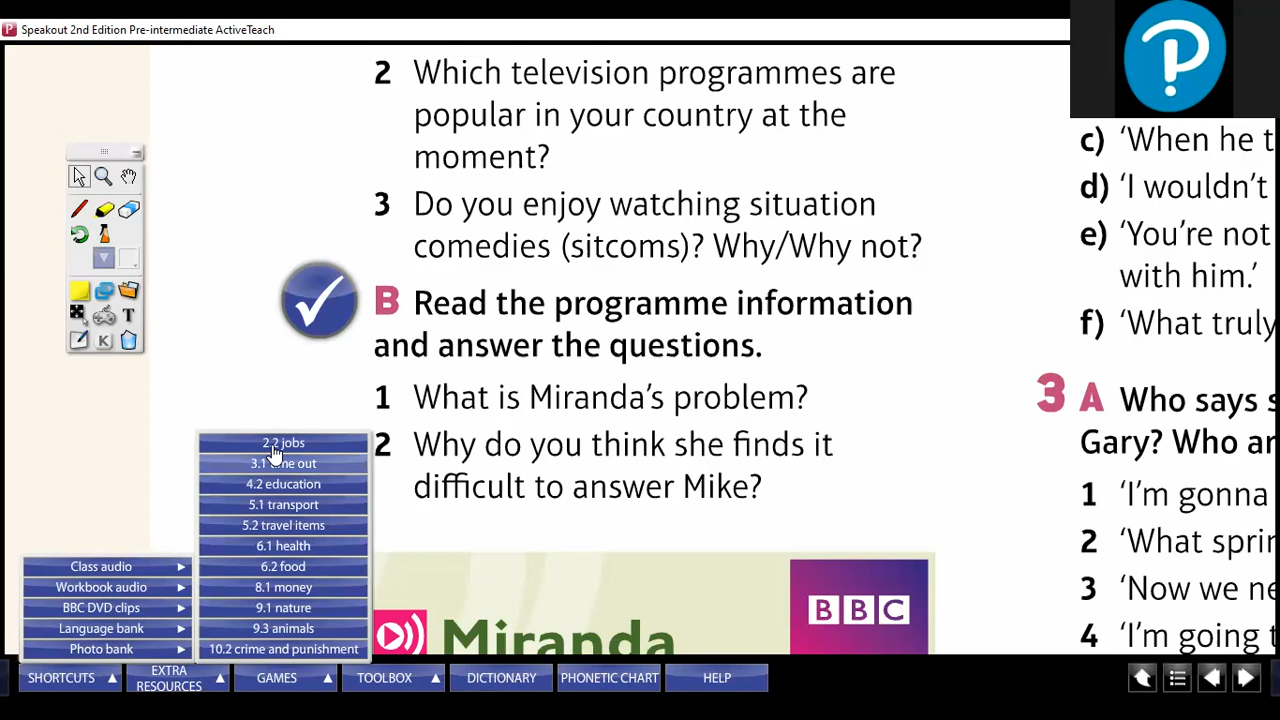 Speakout 2nd Edition Pre-intermediate ActiveTeach
2 Which television programmes are
popular in your country at the
moment?
3 Do you enjoy watching situation
comedies (sitcoms)? Why/Why not?
B Read the programme information
and answer the questions.
1 What is Miranda's problem?
2 Why do you think she finds it
difficult to answer Mike?
Miranda
BBC
c) 'When he t
d) 'I wouldn't
e) 'You're not
with him.'
f) 'What truly
3 A Who says s
Gary? Who ar
1 'I'm gonna
2 'What sprin
3 'Now we ne
4 'I'm going t
2.2 jobs
3.1 time out
4.2 education
5.1 transport
5.2 travel items
6.1 health
6.2 food
8.1 money
9.1 nature
9.3 animals
10.2 crime and punishment
Class audio
Workbook audio
BBC DVD clips
Language bank
Photo bank
SHORTCUTS
EXTRA
RESOURCES
GAMES
TOOLBOX
DICTIONARY
PHONETIC CHART
HELP